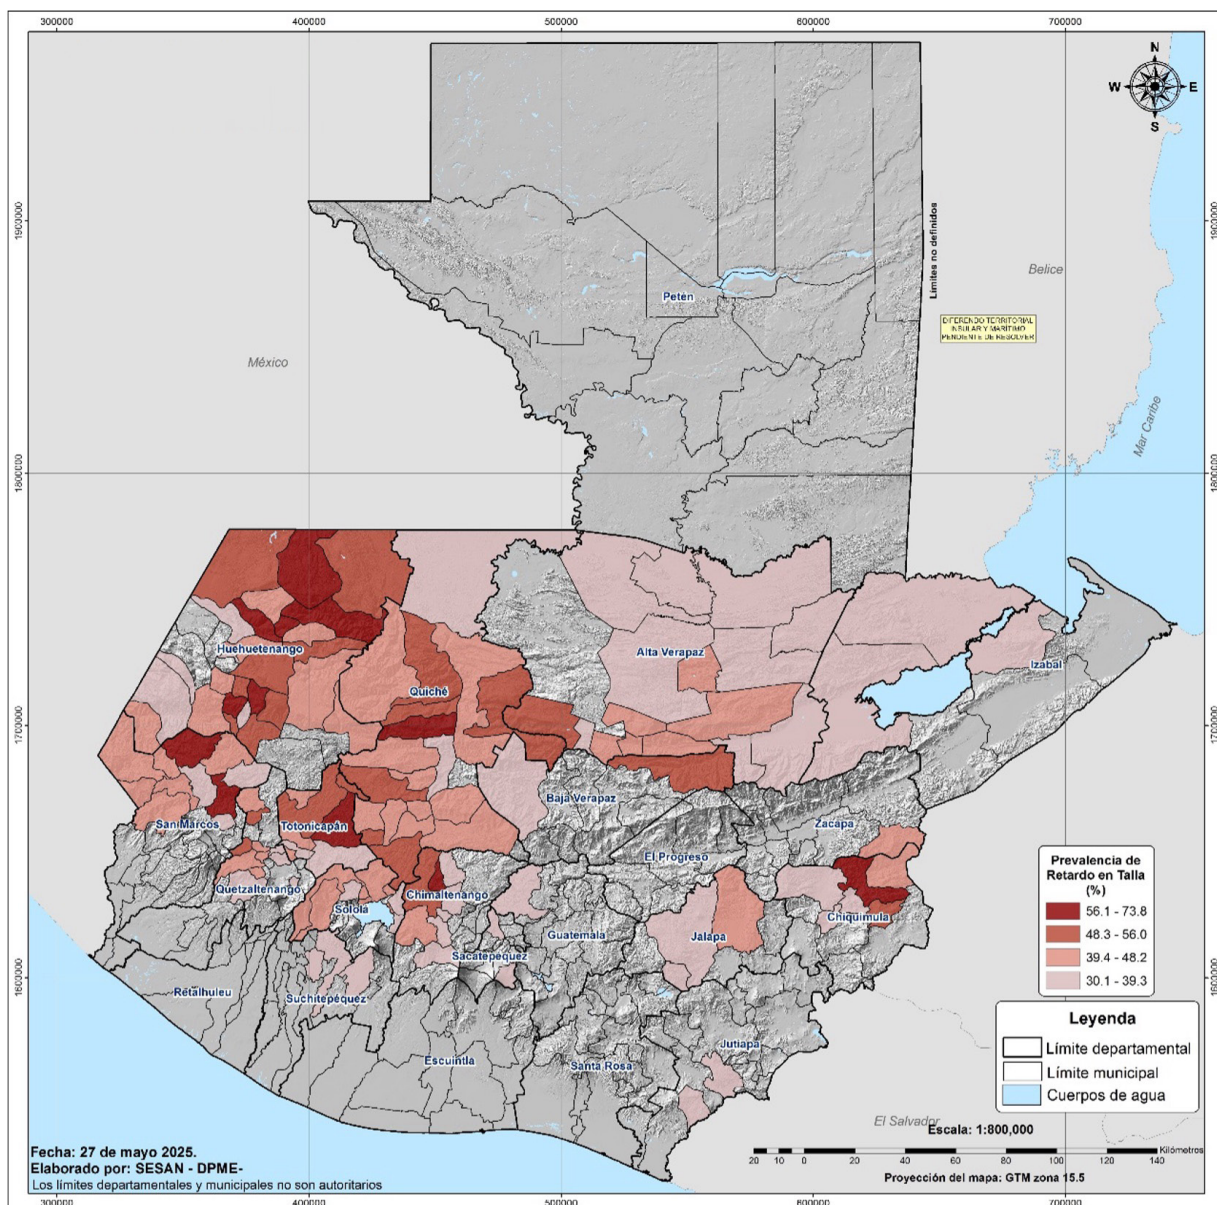 300000 400000 500000 600000 700000
N
W E
S
1900000 1900000
Límites no definidos
Belice
Petén
DIFERENDO TERRITORIAL
INSULAR Y MARÍTIMO
PENDIENTE DE RESOLVER
México
Mar Caribe
1800000 1800000
Huehuetenango
Alta Verapaz
Izabal
Quiché
1700000 1700000
Baja Verapaz
San Marcos
Totonicapán
Zacapa
El Progreso
Quetzaltenango
Chimaltenango
Sololá
Chiquimula
Guatemala
Jalapa
Sacatepéquez
Prevalencia de
Retardo en Talla
(%)
56.1 - 73.8
48.3 - 56.0
39.4 - 48.2
30.1 - 39.3
1600000 1600000
Retalhuleu
Suchitepéquez
Escuintla
Santa Rosa
Jutiapa
Leyenda
Límite departamental
Límite municipal
Cuerpos de agua
El Salvador
Escala: 1:800,000
Kilómetros
20 10 0 20 40 60 80 100 120 140
Proyección del mapa: GTM zona 15.5
Fecha: 27 de mayo 2025.
Elaborado por: SESAN - DPME-
Los límites departamentales y municipales no son autoritarios
300000 400000 500000 600000 700000